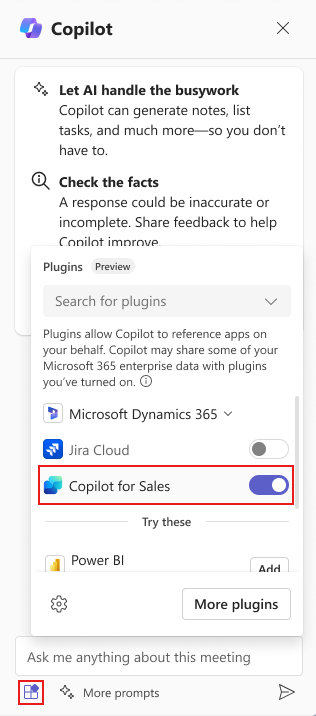 Copilot
Let AI handle the busywork
Copilot can generate notes, list
tasks, and much more—so you don't
have to.
Check the facts
A response could be inaccurate or
incomplete. Share feedback to help
Copilot improve.
Plugins Preview
Search for plugins
Plugins allow Copilot to reference apps on
your behalf. Copilot may share some of your
Microsoft 365 enterprise data with plugins
you've turned on.
Microsoft Dynamics 365
Jira Cloud
Copilot for Sales
Try these
Power BI
Add
More plugins
Ask me anything about this meeting
More prompts